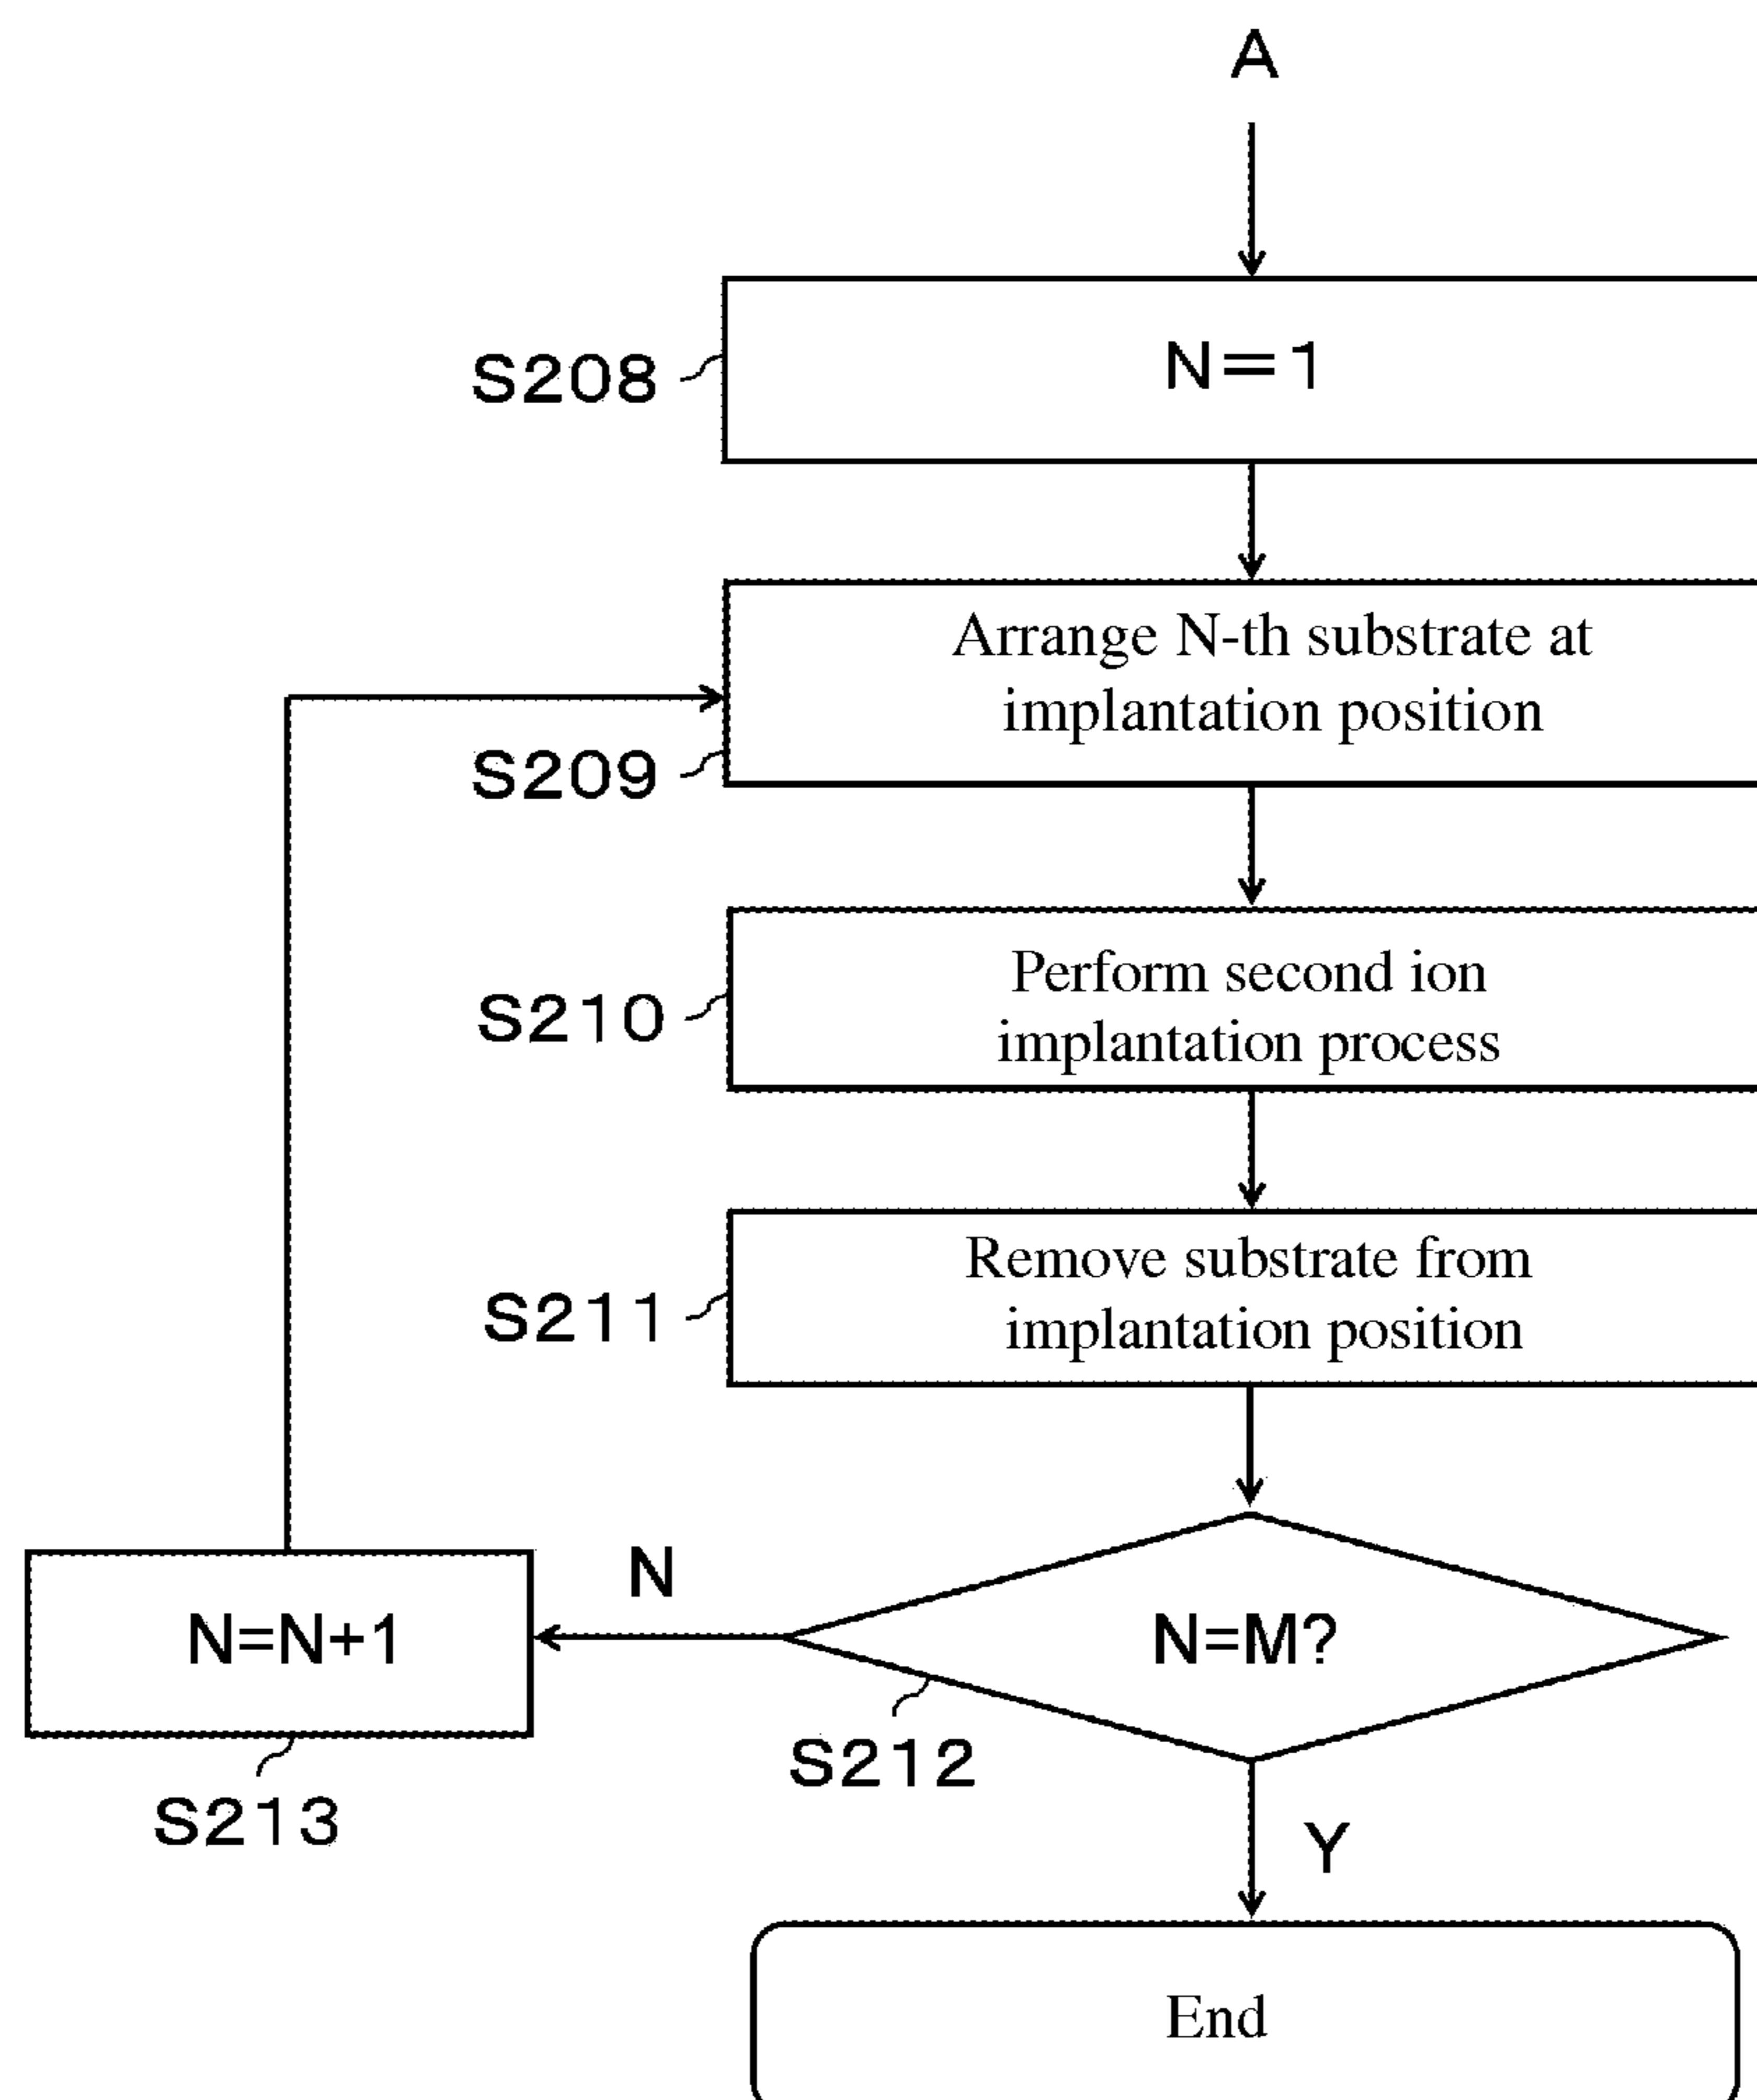 A
N=1
S208
Arrange N-th substrate at
implantation position
S209
Perform second ion
implantation process
S210
Remove substrate from
implantation position
S211
N
N=N+1
N=M?
S212
S213
Y
End